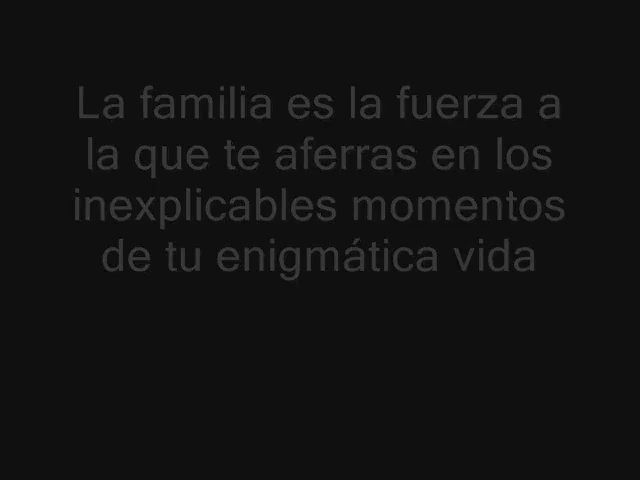 La familia es la fuerza a
la que te aferras en los
inexplicables momentos
de tu enigmática vida